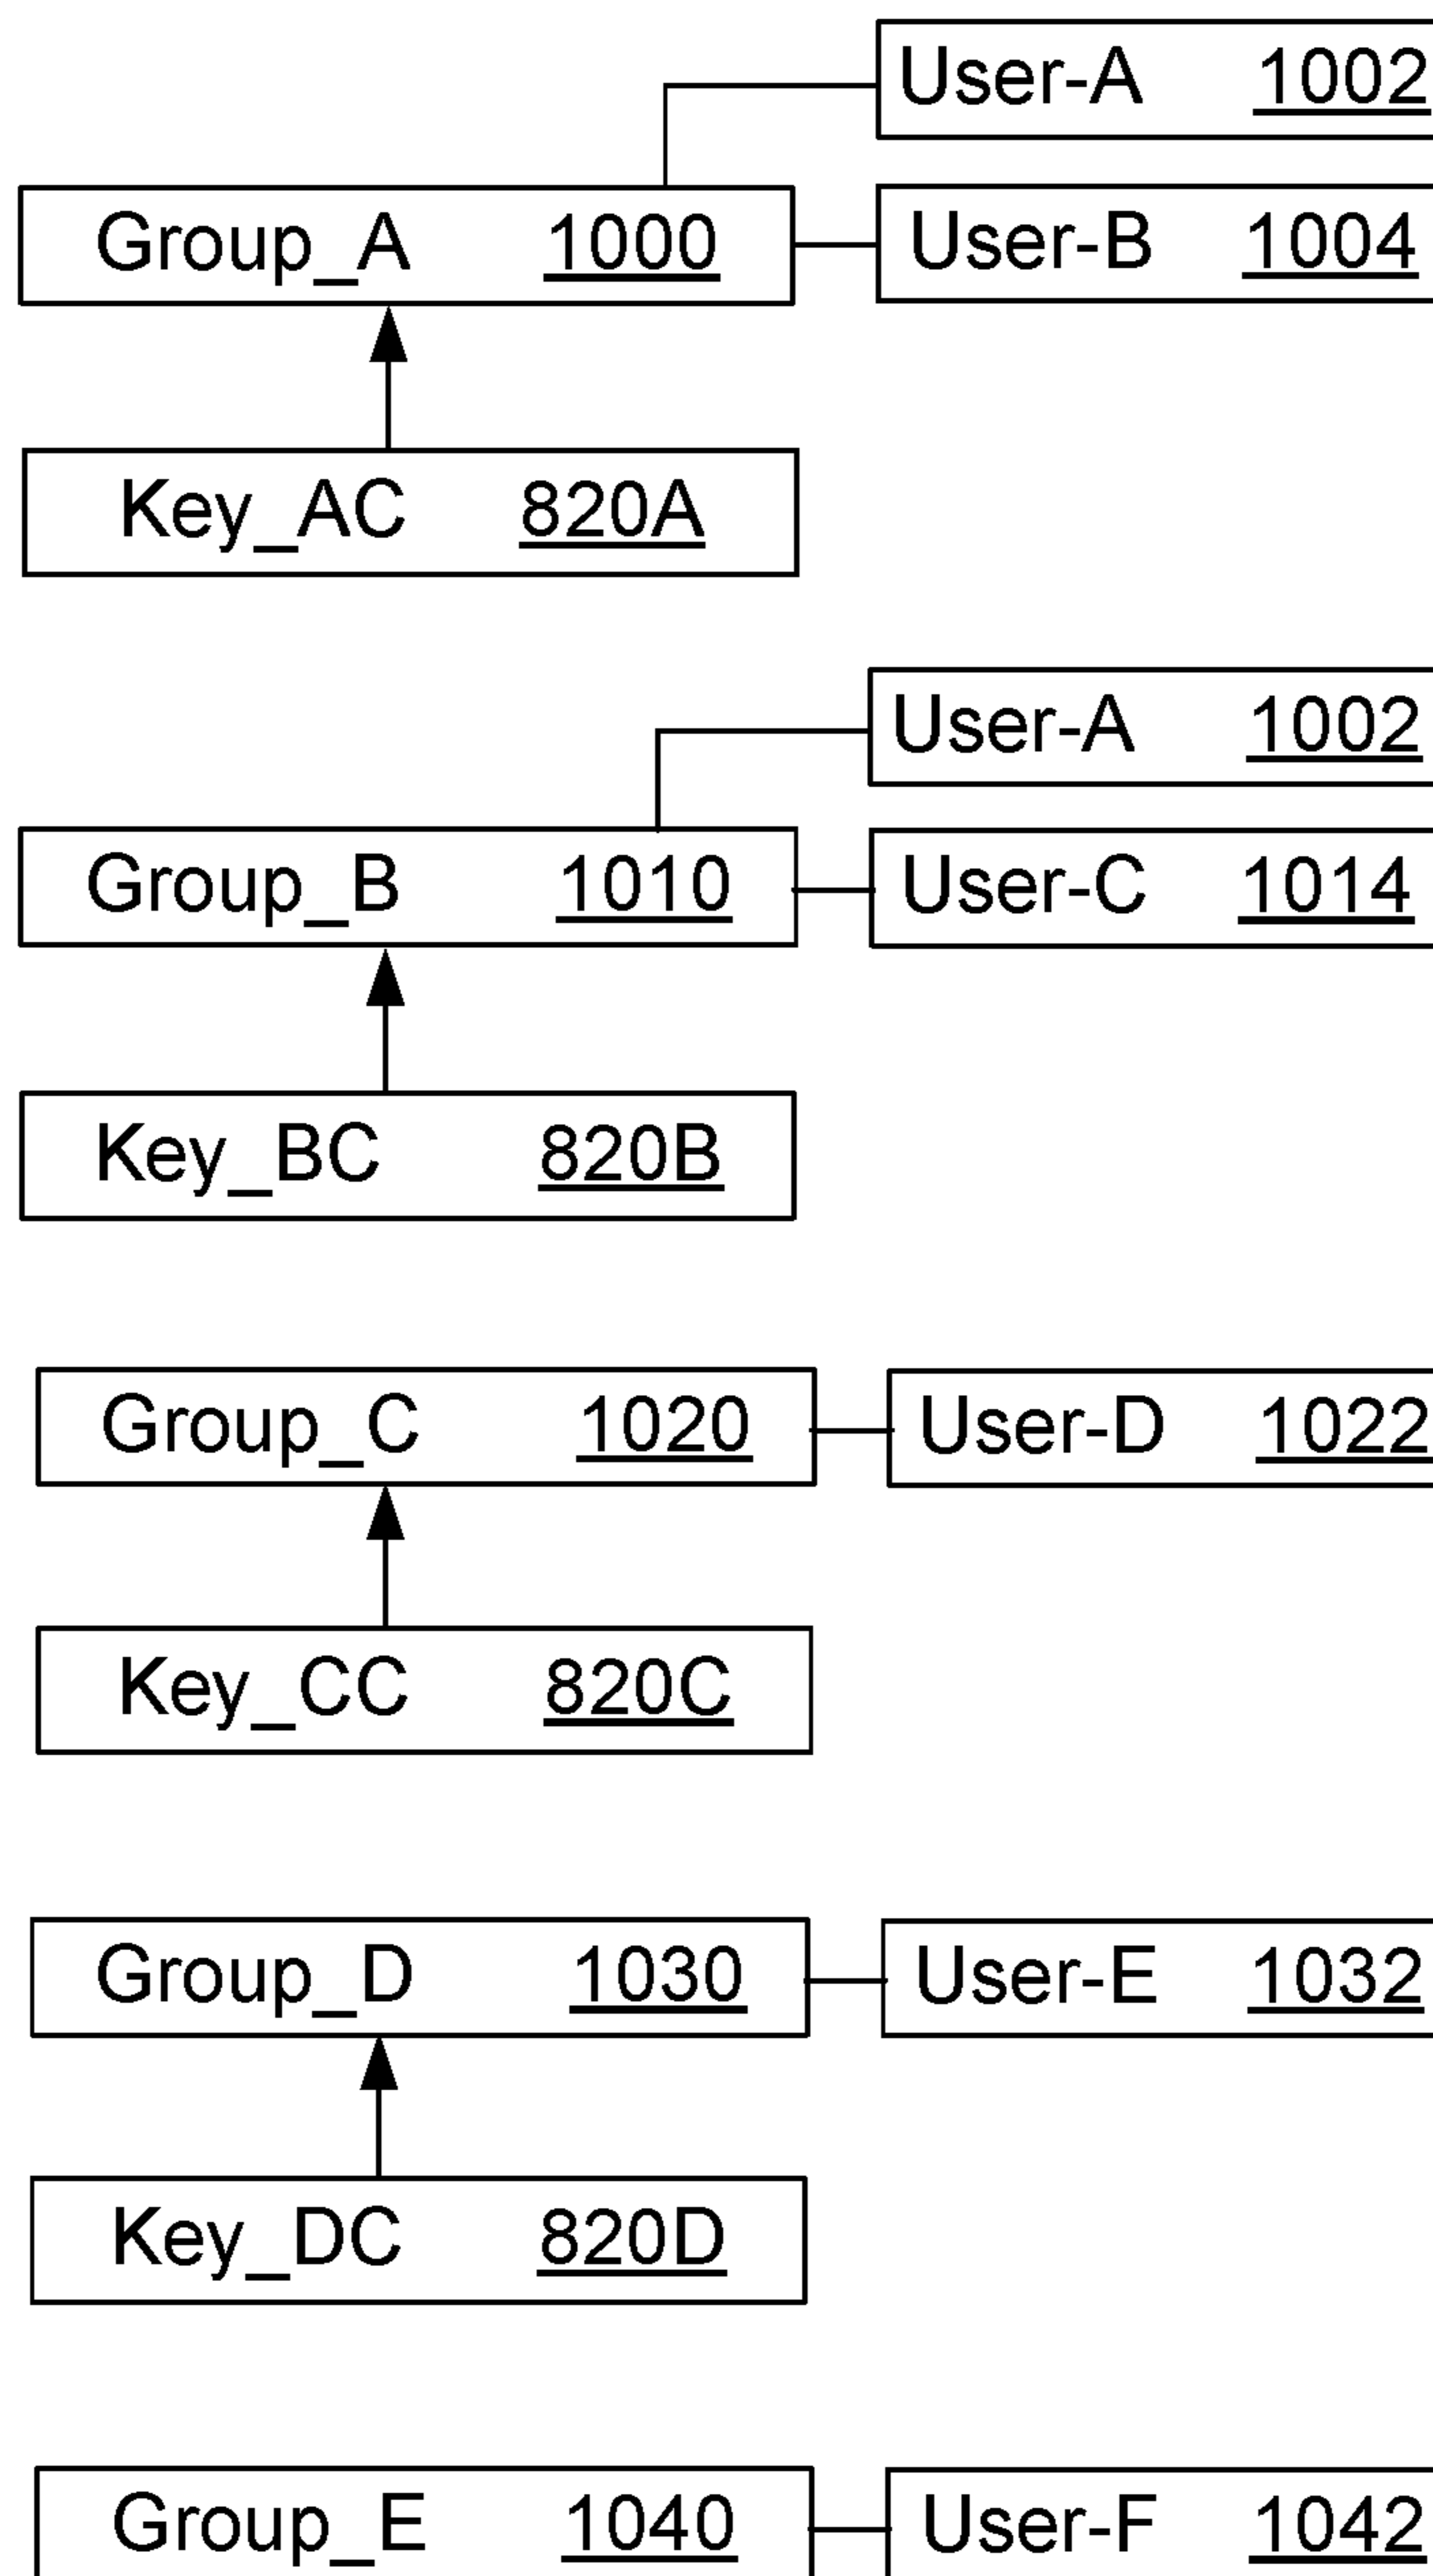 User-A 1002
Group_A 1000 User-B 1004
Key_AC 820A
User-A 1002
Group_B 1010 User-C 1014
Key_BC 820B
Group_C 1020 User-D 1022
Key_CC 820C
Group_D 1030 User-E 1032
Key_DC 820D
Group_E 1040 User-F 1042